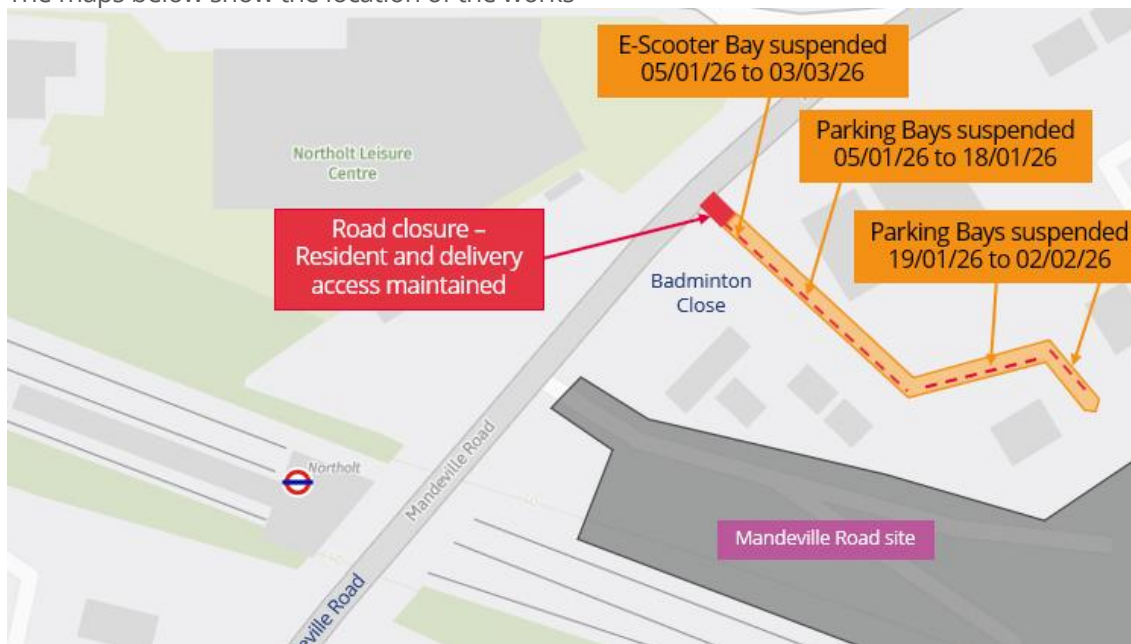 The maps below show the location of the works
E-Scooter Bay suspended
05/01/26 to 03/03/26
Parking Bays suspended
05/01/26 to 18/01/26
Northolt Leisure
Centre
Road closure –
Resident and delivery
access maintained
Parking Bays suspended
19/01/26 to 02/02/26
Badminton
Close
Mandeville Road
Northolt
Mandeville Road site
eville Road